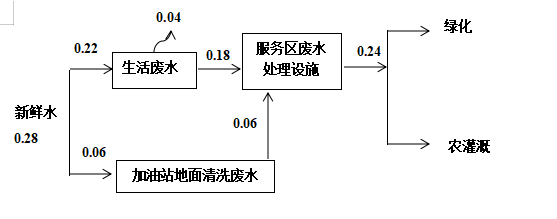 0.04
绿化
0.22
生活废水
0.18
服务区废水
处理设施
0.24
新鲜水
0.28
0.06
0.06
农灌溉
加油站地面清洗废水